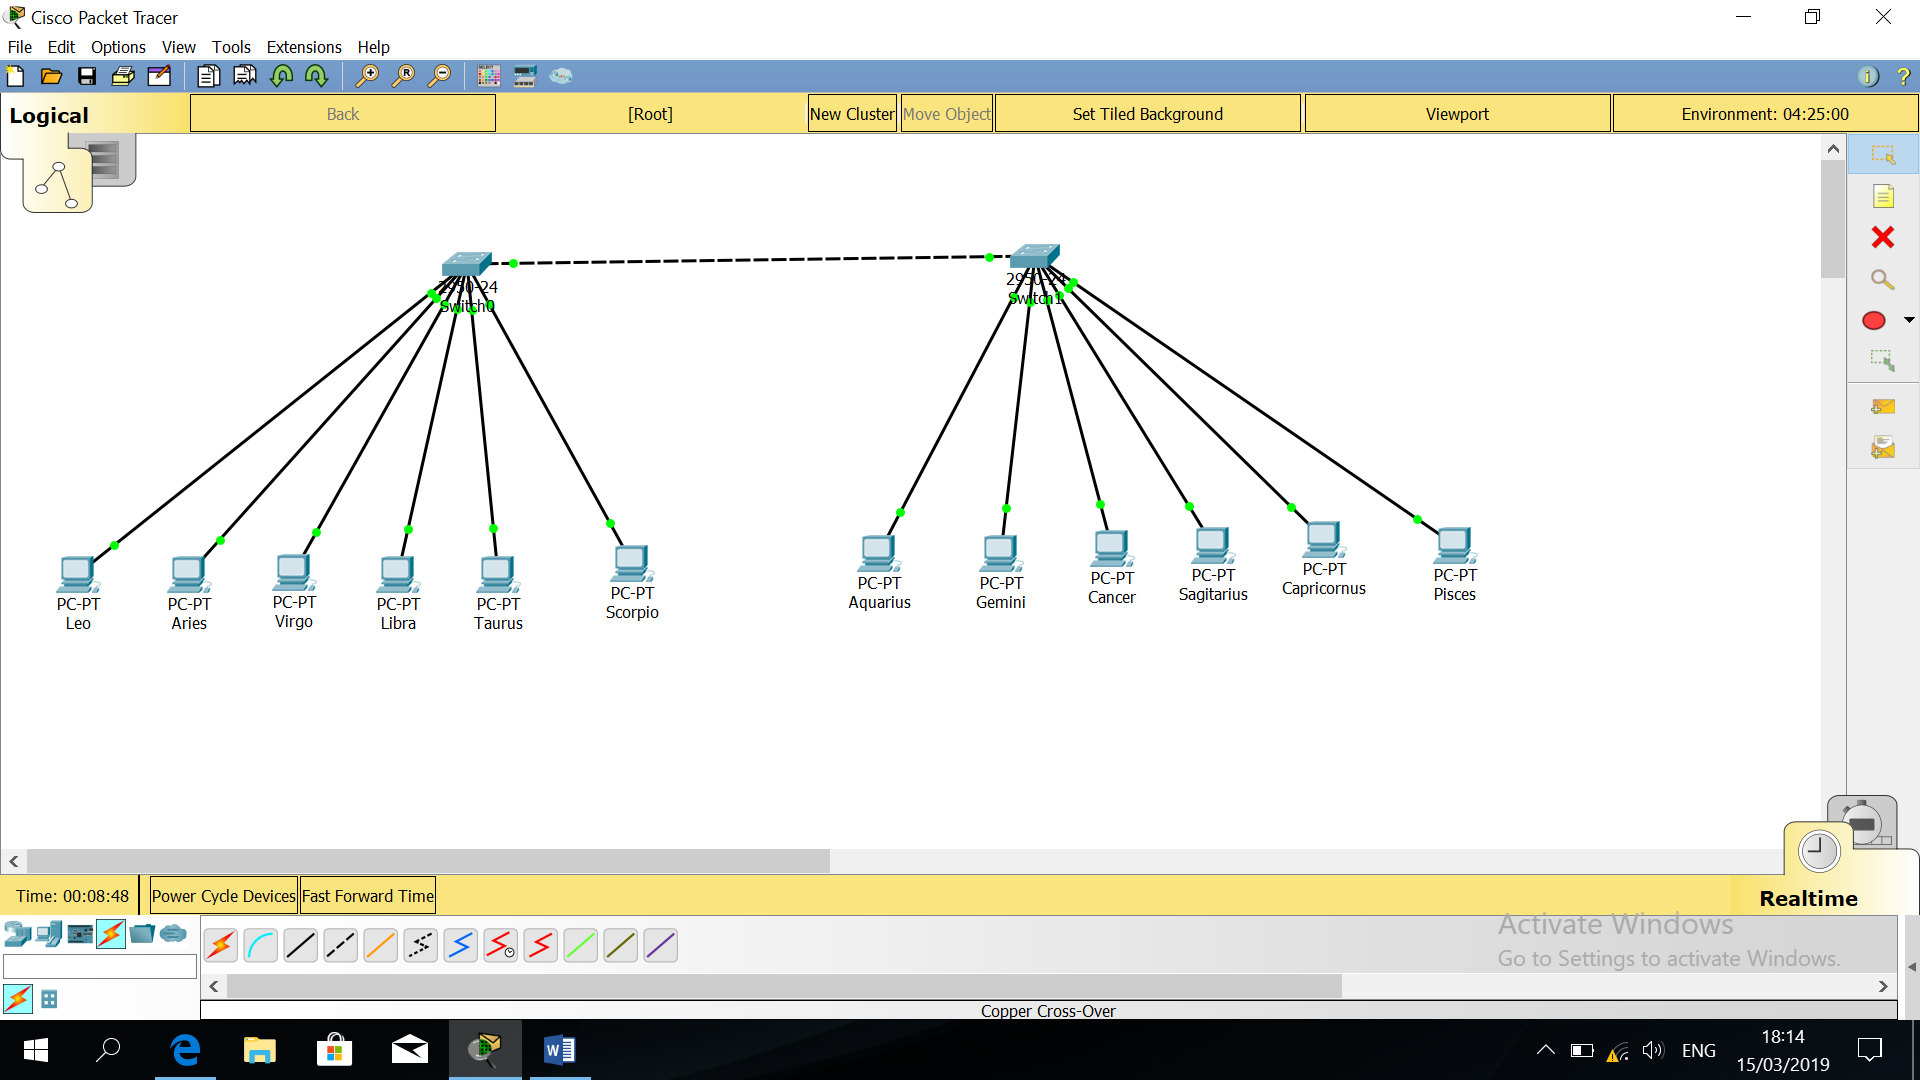 Cisco Packet Tracer
File Edit Options View Tools Extensions Help
Logical
Back
[Root]
New Cluster
Move Object
Set Tiled Background
Viewport
Environment: 04:25:00
2950-24
Switch0
2950-24
Switch1
PC-PT
Leo
PC-PT
Aries
PC-PT
Virgo
PC-PT
Libra
PC-PT
Taurus
PC-PT
Scorpio
PC-PT
Aquarius
PC-PT
Gemini
PC-PT
Cancer
PC-PT
Sagitarius
PC-PT
Capricornus
PC-PT
Pisces
Time: 00:08:48
Power Cycle Devices
Fast Forward Time
Realtime
Activate Windows
Go to Settings to activate Windows.
Copper Cross-Over
ENG
18:14
15/03/2019